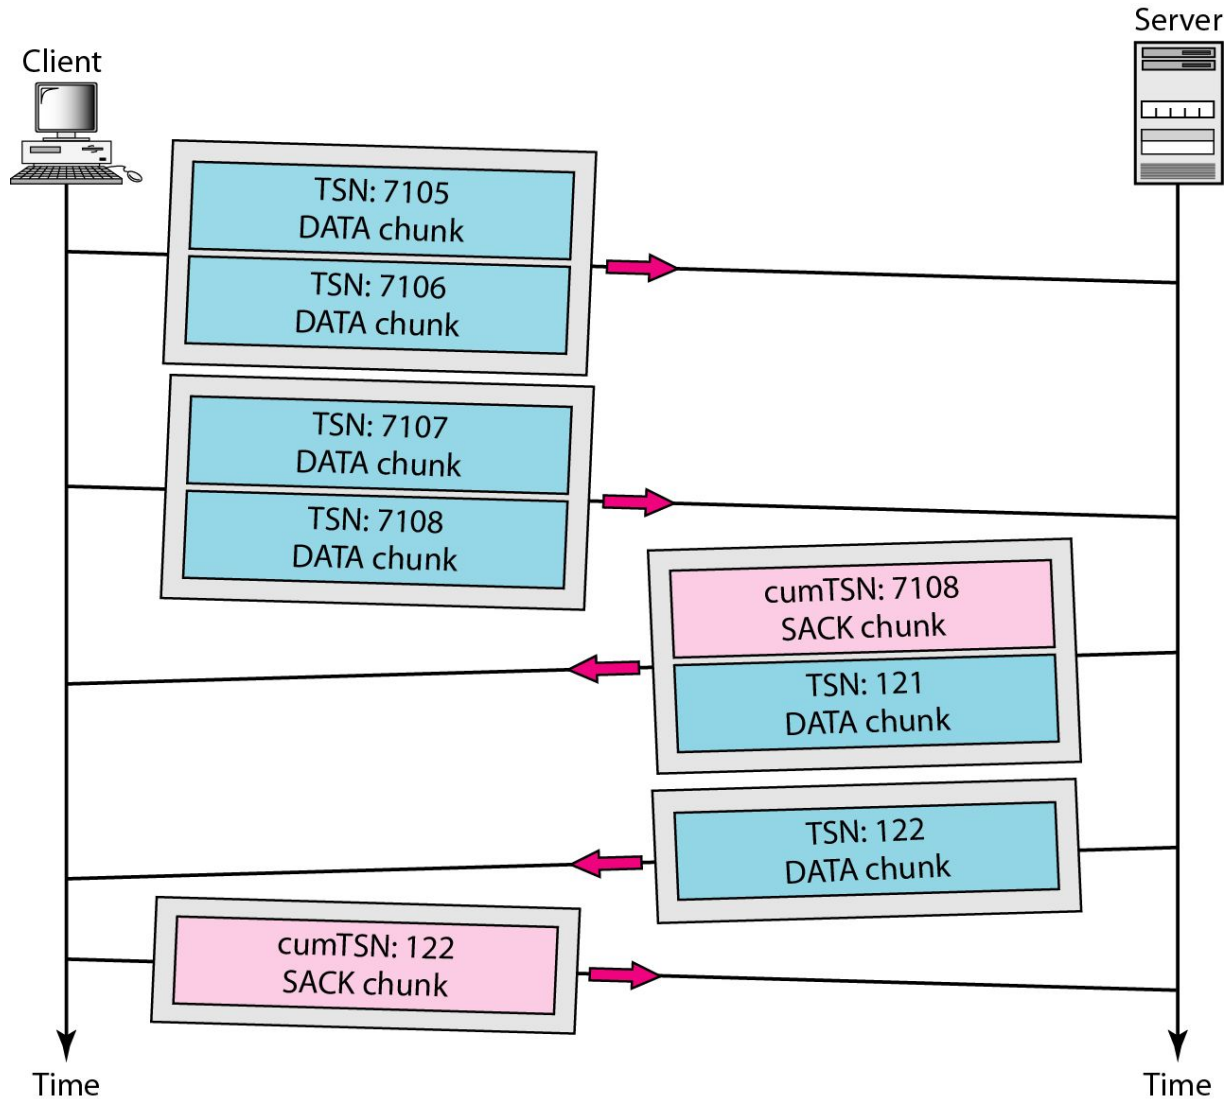 Server
Client
TSN: 7105
DATA chunk
TSN: 7106
DATA chunk
TSN: 7107
DATA chunk
TSN: 7108
DATA chunk
cumTSN: 7108
SACK chunk
TSN: 121
DATA chunk
TSN: 122
DATA chunk
cumTSN: 122
SACK chunk
Time
Time